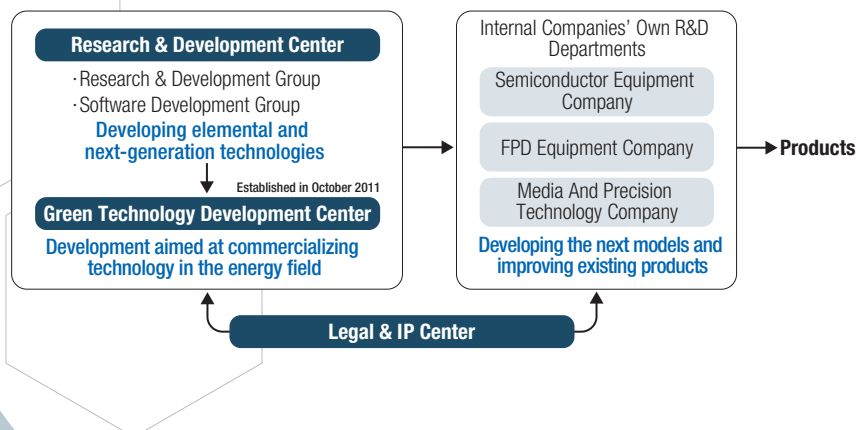 Research & Development Center
·Research & Development Group
·Software Development Group
Developing elemental and
next-generation technologies
Established in October 2011
Green Technology Development Center
Development aimed at commercializing
technology in the energy field
Internal Companies’ Own R&D
Departments
Semiconductor Equipment
Company
FPD Equipment Company
Media And Precision
Technology Company
Developing the next models and
improving existing products
Products
Legal & IP Center